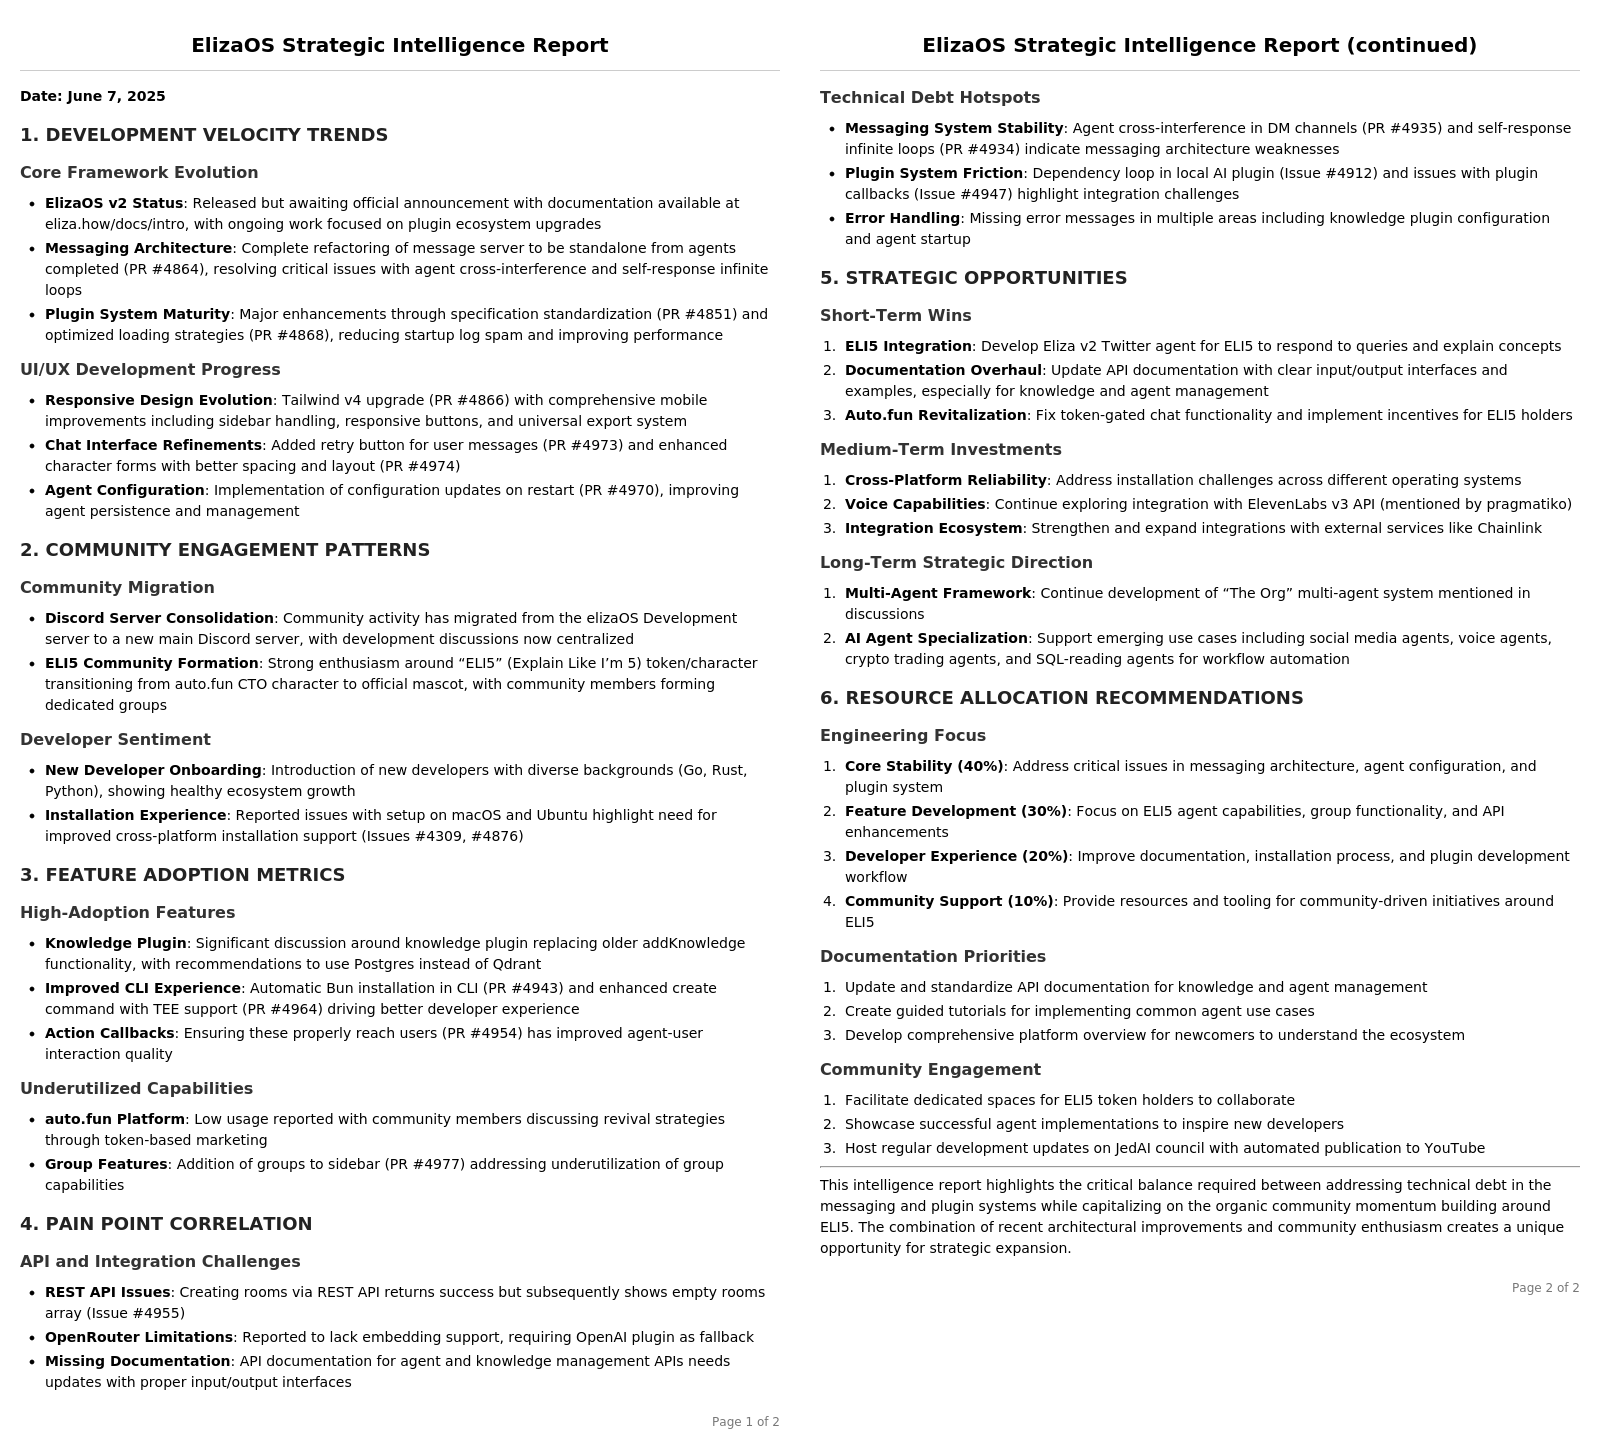 ElizaOS Strategic Intelligence Report
Date: June 7, 2025
1. DEVELOPMENT VELOCITY TRENDS
Core Framework Evolution
• ElizaOS v2 Status: Released but awaiting official announcement with documentation available at
eliza.how/docs/intro, with ongoing work focused on plugin ecosystem upgrades
• Messaging Architecture: Complete refactoring of message server to be standalone from agents
completed (PR #4864), resolving critical issues with agent cross-interference and self-response infinite
loops
• Plugin System Maturity: Major enhancements through specification standardization (PR #4851) and
optimized loading strategies (PR #4868), reducing startup log spam and improving performance
UI/UX Development Progress
• Responsive Design Evolution: Tailwind v4 upgrade (PR #4866) with comprehensive mobile
improvements including sidebar handling, responsive buttons, and universal export system
• Chat Interface Refinements: Added retry button for user messages (PR #4973) and enhanced
character forms with better spacing and layout (PR #4974)
• Agent Configuration: Implementation of configuration updates on restart (PR #4970), improving
agent persistence and management
2. COMMUNITY ENGAGEMENT PATTERNS
Community Migration
• Discord Server Consolidation: Community activity has migrated from the elizaOS Development
server to a new main Discord server, with development discussions now centralized
• ELI5 Community Formation: Strong enthusiasm around “ELI5” (Explain Like I’m 5) token/character
transitioning from auto.fun CTO character to official mascot, with community members forming
dedicated groups
Developer Sentiment
• New Developer Onboarding: Introduction of new developers with diverse backgrounds (Go, Rust,
Python), showing healthy ecosystem growth
• Installation Experience: Reported issues with setup on macOS and Ubuntu highlight need for
improved cross-platform installation support (Issues #4309, #4876)
3. FEATURE ADOPTION METRICS
High-Adoption Features
• Knowledge Plugin: Significant discussion around knowledge plugin replacing older addKnowledge
functionality, with recommendations to use Postgres instead of Qdrant
• Improved CLI Experience: Automatic Bun installation in CLI (PR #4943) and enhanced create
command with TEE support (PR #4964) driving better developer experience
• Action Callbacks: Ensuring these properly reach users (PR #4954) has improved agent-user
interaction quality
Underutilized Capabilities
• auto.fun Platform: Low usage reported with community members discussing revival strategies
through token-based marketing
• Group Features: Addition of groups to sidebar (PR #4977) addressing underutilization of group
capabilities
4. PAIN POINT CORRELATION
API and Integration Challenges
• REST API Issues: Creating rooms via REST API returns success but subsequently shows empty rooms
array (Issue #4955)
• OpenRouter Limitations: Reported to lack embedding support, requiring OpenAI plugin as fallback
• Missing Documentation: API documentation for agent and knowledge management APIs needs
updates with proper input/output interfaces
Page 1 of 2
ElizaOS Strategic Intelligence Report (continued)
Technical Debt Hotspots
• Messaging System Stability: Agent cross-interference in DM channels (PR #4935) and self-response
infinite loops (PR #4934) indicate messaging architecture weaknesses
• Plugin System Friction: Dependency loop in local AI plugin (Issue #4912) and issues with plugin
callbacks (Issue #4947) highlight integration challenges
• Error Handling: Missing error messages in multiple areas including knowledge plugin configuration
and agent startup
5. STRATEGIC OPPORTUNITIES
Short-Term Wins
1. ELI5 Integration: Develop Eliza v2 Twitter agent for ELI5 to respond to queries and explain concepts
2. Documentation Overhaul: Update API documentation with clear input/output interfaces and
examples, especially for knowledge and agent management
3. Auto.fun Revitalization: Fix token-gated chat functionality and implement incentives for ELI5 holders
Medium-Term Investments
1. Cross-Platform Reliability: Address installation challenges across different operating systems
2. Voice Capabilities: Continue exploring integration with ElevenLabs v3 API (mentioned by pragmatiko)
3. Integration Ecosystem: Strengthen and expand integrations with external services like Chainlink
Long-Term Strategic Direction
1. Multi-Agent Framework: Continue development of “The Org” multi-agent system mentioned in
discussions
2. AI Agent Specialization: Support emerging use cases including social media agents, voice agents,
crypto trading agents, and SQL-reading agents for workflow automation
6. RESOURCE ALLOCATION RECOMMENDATIONS
Engineering Focus
1. Core Stability (40%): Address critical issues in messaging architecture, agent configuration, and
plugin system
2. Feature Development (30%): Focus on ELI5 agent capabilities, group functionality, and API
enhancements
3. Developer Experience (20%): Improve documentation, installation process, and plugin development
workflow
4. Community Support (10%): Provide resources and tooling for community-driven initiatives around
ELI5
Documentation Priorities
1. Update and standardize API documentation for knowledge and agent management
2. Create guided tutorials for implementing common agent use cases
3. Develop comprehensive platform overview for newcomers to understand the ecosystem
Community Engagement
1. Facilitate dedicated spaces for ELI5 token holders to collaborate
2. Showcase successful agent implementations to inspire new developers
3. Host regular development updates on JedAI council with automated publication to YouTube
This intelligence report highlights the critical balance required between addressing technical debt in the
messaging and plugin systems while capitalizing on the organic community momentum building around
ELI5. The combination of recent architectural improvements and community enthusiasm creates a unique
opportunity for strategic expansion.
Page 2 of 2